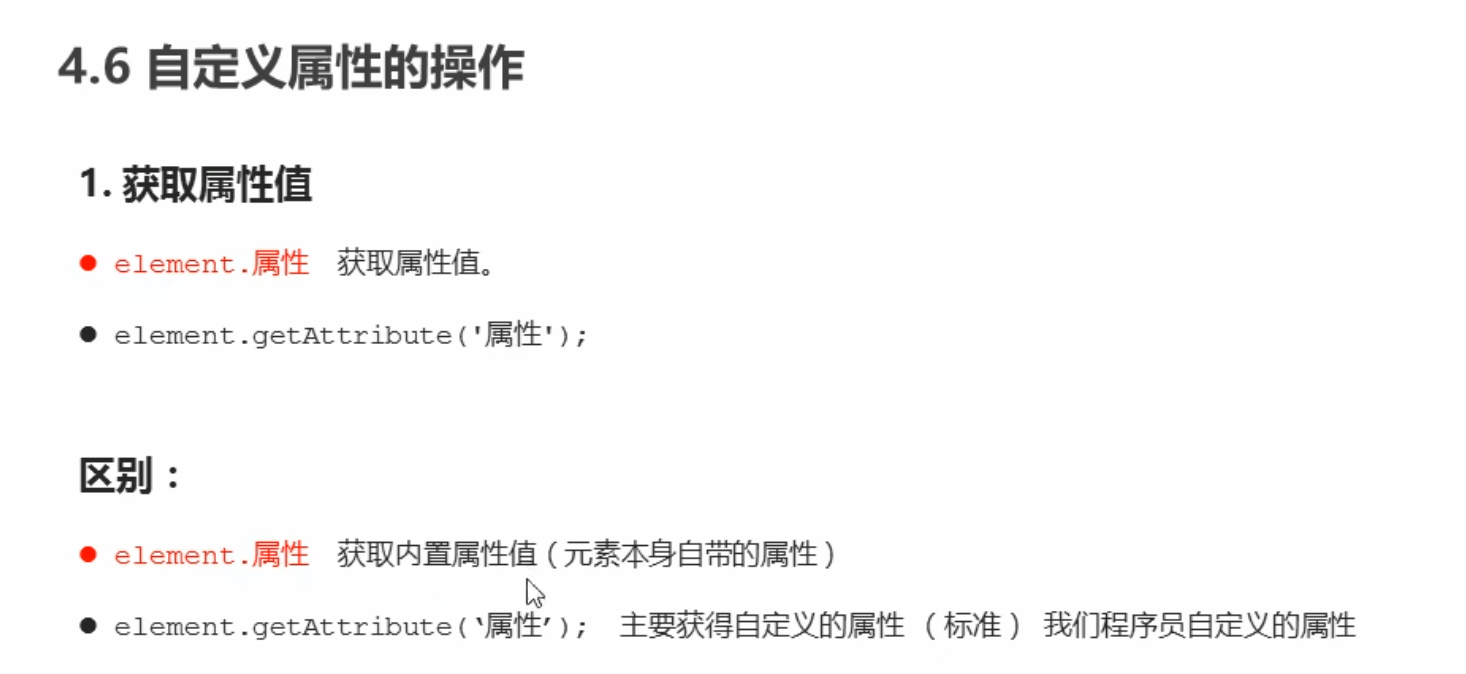 4.6 自定义属性的操作
1. 获取属性值
● element.属性 获取属性值。
● element.getAttribute('属性');
区别：
● element.属性 获取内置属性值（元素本身自带的属性）
● element.getAttribute(‘属性’); 主要获得自定义的属性 （标准） 我们程序员自定义的属性